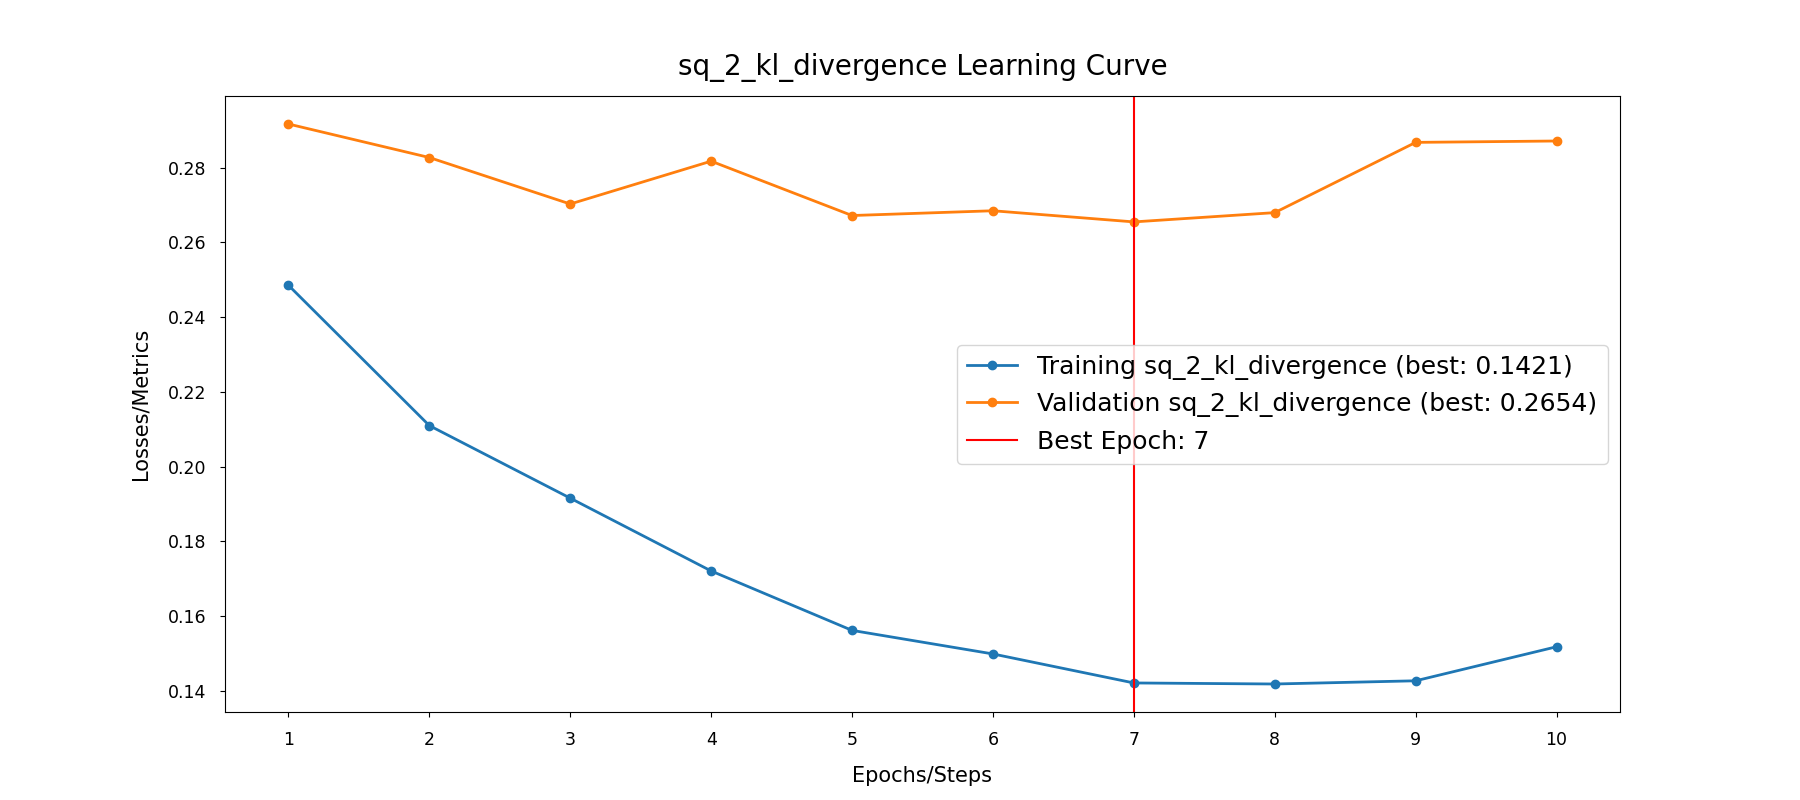 sq_2_kl_divergence Learning Curve
Losses/Metrics
0.28
0.26
0.24
0.22
0.20
0.18
0.16
0.14
Training sq_2_kl_divergence (best: 0.1421)
Validation sq_2_kl_divergence (best: 0.2654)
Best Epoch: 7
1 2 3 4 5 6 7 8 9 10
Epochs/Steps